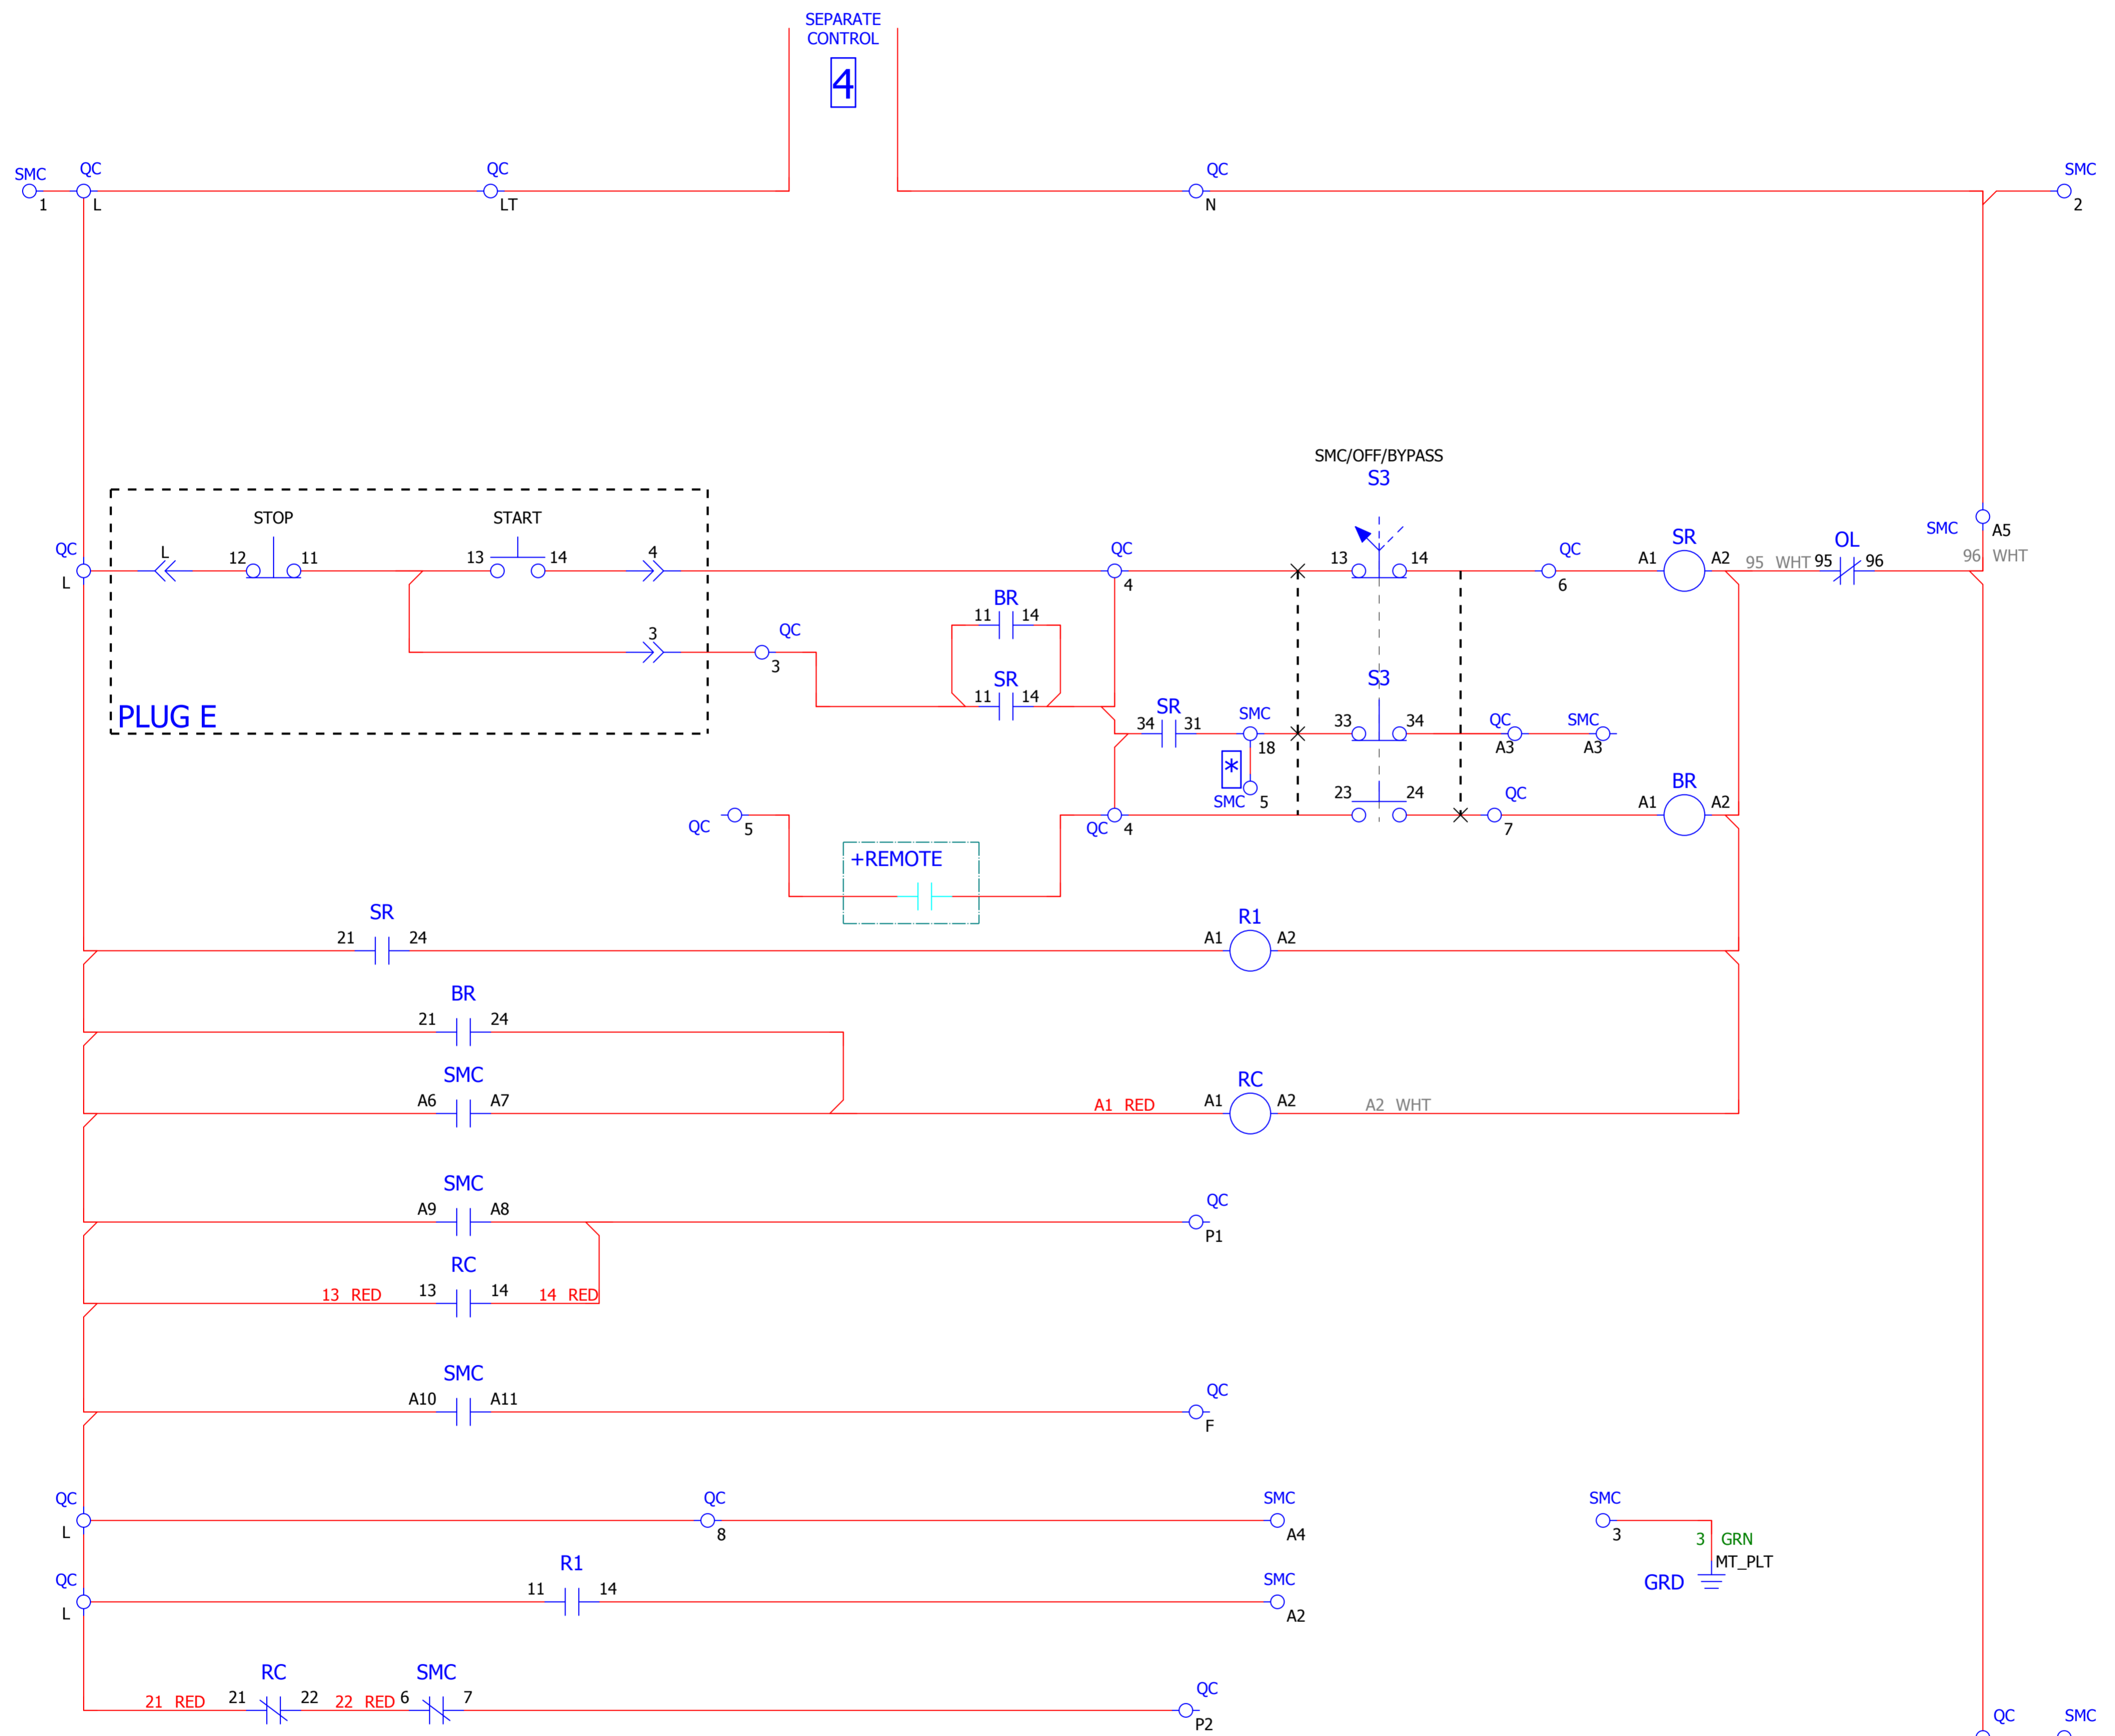 SEPARATE
CONTROL
4
SMC QC QC QC SMC
1 L LT N 2
SMC/OFF/BYPASS
S3
STOP START
QC L 12 11 13 14 4 QC 13 14 QC SR OL SMC A5
L 4 6 A1 A2 95 WHT 95 96 96 WHT
BR
11 14
3 QC
3
SR
11 14
S3
PLUG E
SR SMC
34 31 18 33 34 QC A3 SMC A3
*
SMC 5
23 24 QC BR
QC 5 QC 4 7 A1 A2
+REMOTE
SR R1
21 24 A1 A2
BR
21 24
SMC RC
A6 A7 A1 RED A1 A2 A2 WHT
SMC QC
A9 A8 P1
RC
13 RED 13 14 14 RED
SMC QC
A10 A11 F
QC QC SMC SMC
L 8 A4 3
3 GRN
MT_PLT
GRD
QC R1 SMC
L 11 14 A2
RC SMC QC
21 RED 21 22 22 RED 6 7 P2
QC SMC